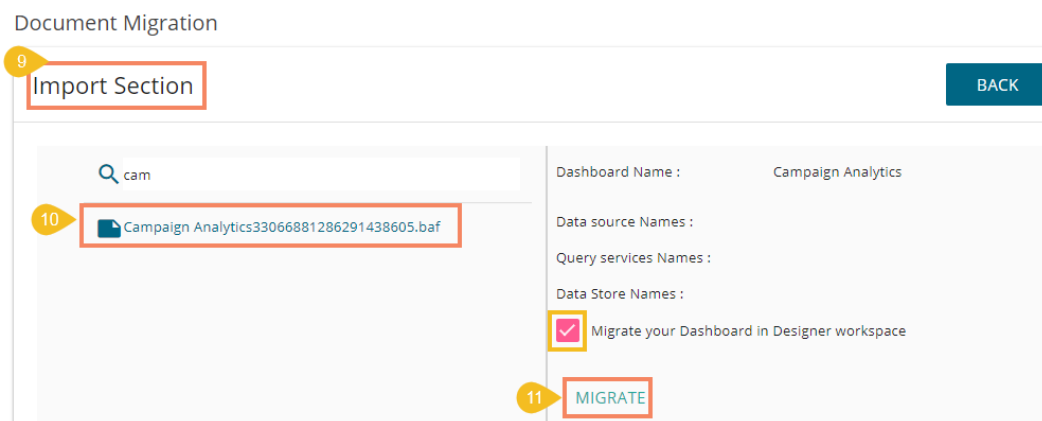 Document Migration
9
Import Section
BACK
cam
10
Campaign Analytics33066881286291438605.baf
Dashboard Name : Campaign Analytics
Data source Names :
Query services Names :
Data Store Names :
Migrate your Dashboard in Designer workspace
11
MIGRATE